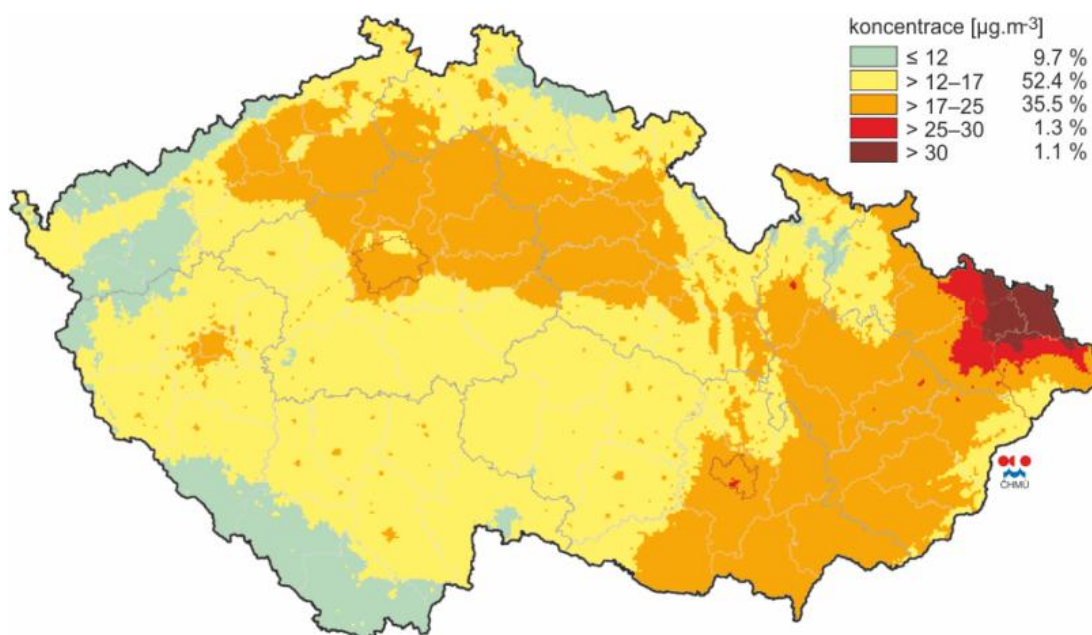 koncentrace [µg.m-3]
≤ 12 9.7 %
> 12–17 52.4 %
> 17–25 35.5 %
> 25–30 1.3 %
> 30 1.1 %
ČHMÚ